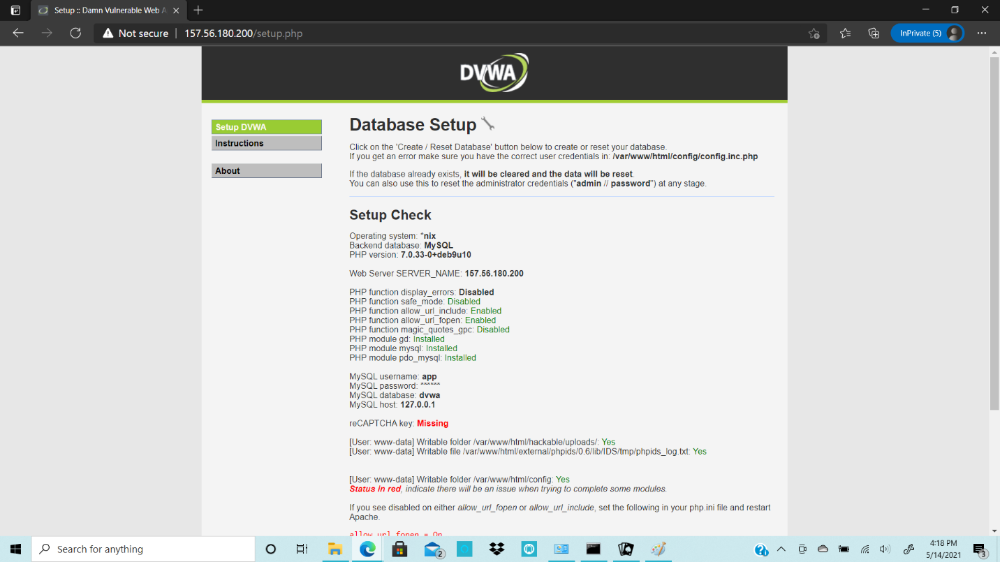 Setup :: Damn Vulnerable Web A
Not secure | 157.56.180.200/setup.php
InPrivate (5)
DVWA
Setup DVWA
Instructions
About
Database Setup
Click on the 'Create / Reset Database' button below to create or reset your database.
If you get an error make sure you have the correct user credentials in: /var/www/html/config/config.inc.php
If the database already exists, it will be cleared and the data will be reset.
You can also use this to reset the administrator credentials ("admin // password") at any stage.
Setup Check
Operating system: *nix
Backend database: MySQL
PHP version: 7.0.33-0+deb9u10
Web Server SERVER_NAME: 157.56.180.200
PHP function display_errors: Disabled
PHP function safe_mode: Disabled
PHP function allow_url_include: Enabled
PHP function allow_url_fopen: Enabled
PHP function magic_quotes_gpc: Disabled
PHP module gd: Installed
PHP module mysql: Installed
PHP module pdo_mysql: Installed
MySQL username: app
MySQL password: ******
MySQL database: dvwa
MySQL host: 127.0.0.1
reCAPTCHA key: Missing
[User: www-data] Writable folder /var/www/html/hackable/uploads/: Yes
[User: www-data] Writable file /var/www/html/external/phpids/0.6/lib/IDS/tmp/phpids_log.txt: Yes
[User: www-data] Writable folder /var/www/html/config: Yes
Status in red, indicate there will be an issue when trying to complete some modules.
If you see disabled on either allow_url_fopen or allow_url_include, set the following in your php.ini file and restart
Apache.
allow_url_fopen = On
Search for anything
2
4:18 PM
5/14/2021
3